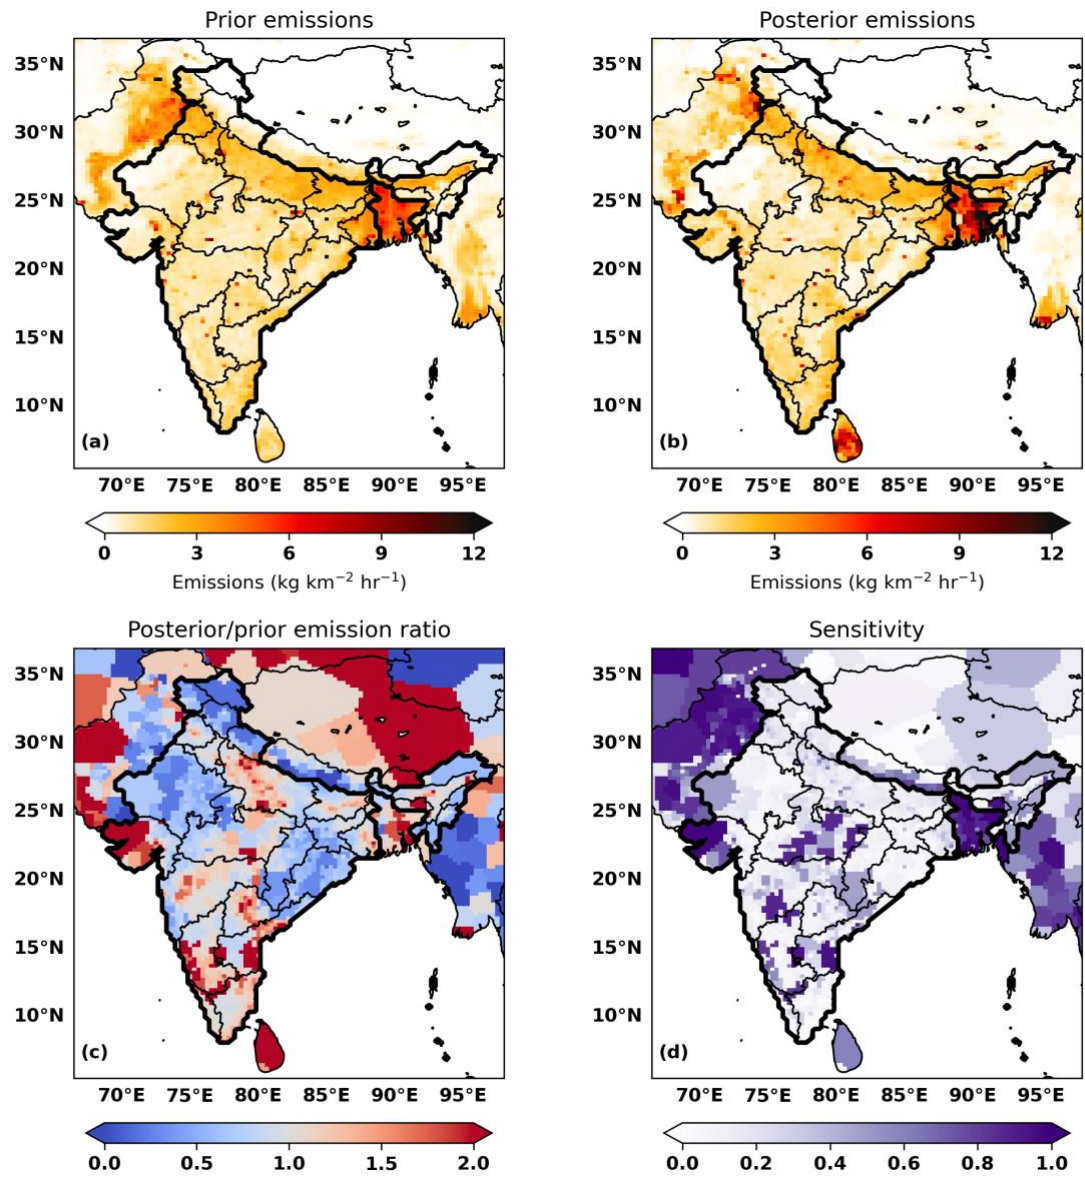 Prior emissions
35°N
30°N
25°N
20°N
15°N
10°N
(a)
70°E 75°E 80°E 85°E 90°E 95°E
0 3 6 9 12
Emissions (kg km⁻² hr⁻¹)
Posterior emissions
35°N
30°N
25°N
20°N
15°N
10°N
(b)
70°E 75°E 80°E 85°E 90°E 95°E
0 3 6 9 12
Emissions (kg km⁻² hr⁻¹)
Posterior/prior emission ratio
35°N
30°N
25°N
20°N
15°N
10°N
(c)
70°E 75°E 80°E 85°E 90°E 95°E
0.0 0.5 1.0 1.5 2.0
Sensitivity
35°N
30°N
25°N
20°N
15°N
10°N
(d)
70°E 75°E 80°E 85°E 90°E 95°E
0.0 0.2 0.4 0.6 0.8 1.0